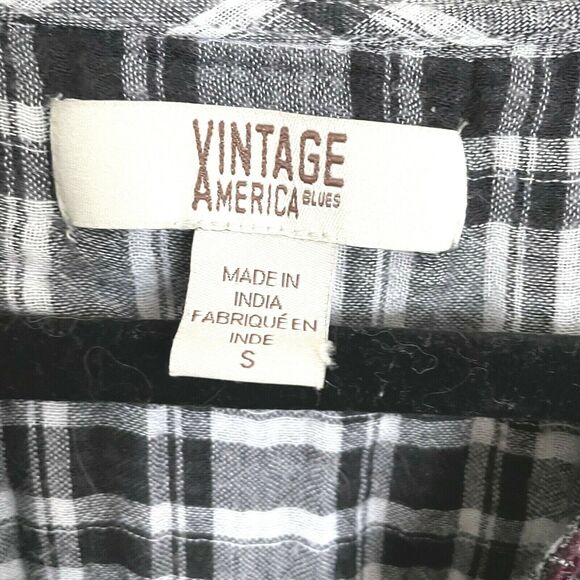 VINTAGE
AMERICA BLUES
MADE IN
INDIA
FABRIQUÉ EN
INDE
S